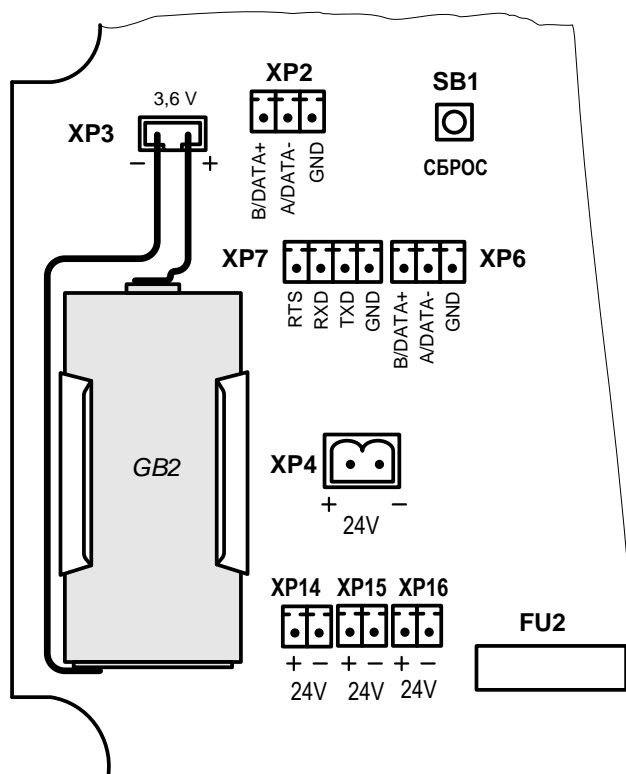 XP2
SB1
3,6 V
XP3
− +
B/DATA+
A/DATA-
GND
СБРОС
XP7
XP6
RTS
RXD
TXD
GND
B/DATA+
A/DATA-
GND
GB2
XP4
+ −
24V
XP14 XP15 XP16
FU2
+ − + − + −
24V 24V 24V